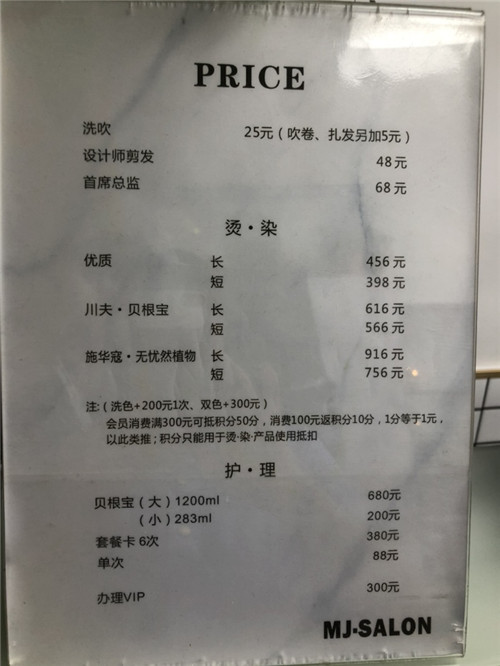 PRICE
洗吹 25元（吹卷、扎发另加5元）
设计师剪发 48元
首席总监 68元
烫·染
优质 长 456元
短 398元
川夫·贝根宝 长 616元
短 566元
施华寇·无忧然植物 长 916元
短 756元
注:（洗色+200元1次、双色+300元）
会员消费满300元可抵积分50分，消费100元返积分10分，1分等于1元，
以此类推；积分只能用于烫·染·产品使用抵扣
护·理
贝根宝（大）1200ml 680元
（小）283ml 200元
套餐卡 6次 380元
单次 88元
办理VIP 300元
MJ-SALON